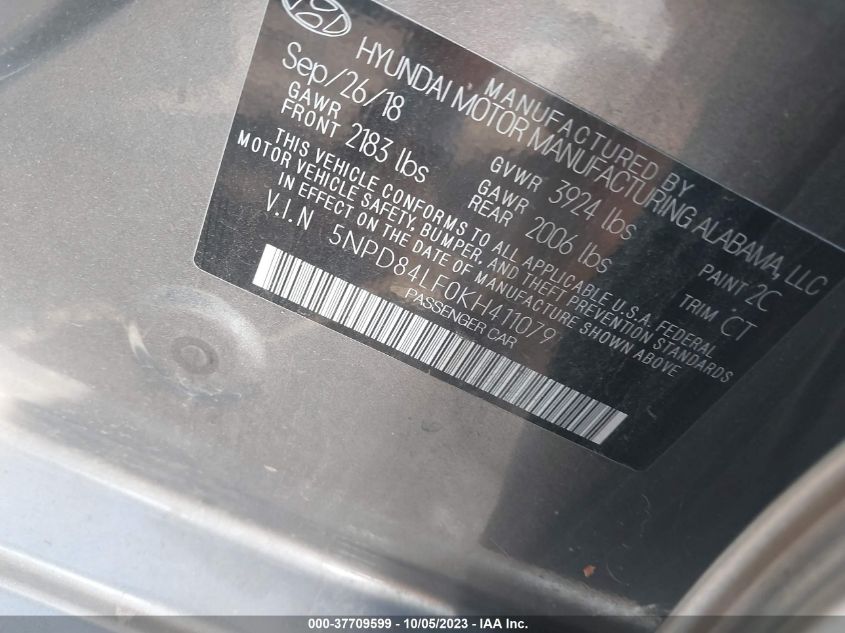 MANUFACTURED BY
HYUNDAI MOTOR MANUFACTURING ALABAMA, LLC
Sep/26/18 GVWR 3924 lbs PAINT 2C
GAWR FRONT 2183 lbs GAWR REAR 2006 lbs TRIM CT
THIS VEHICLE CONFORMS TO ALL APPLICABLE U.S.A. FEDERAL
MOTOR VEHICLE SAFETY, BUMPER, AND THEFT PREVENTION STANDARDS
IN EFFECT ON THE DATE OF MANUFACTURE SHOWN ABOVE
V.I.N 5NPD84LF0KH411079
PASSENGER CAR
000-37709599 - 10/05/2023 - IAA Inc.